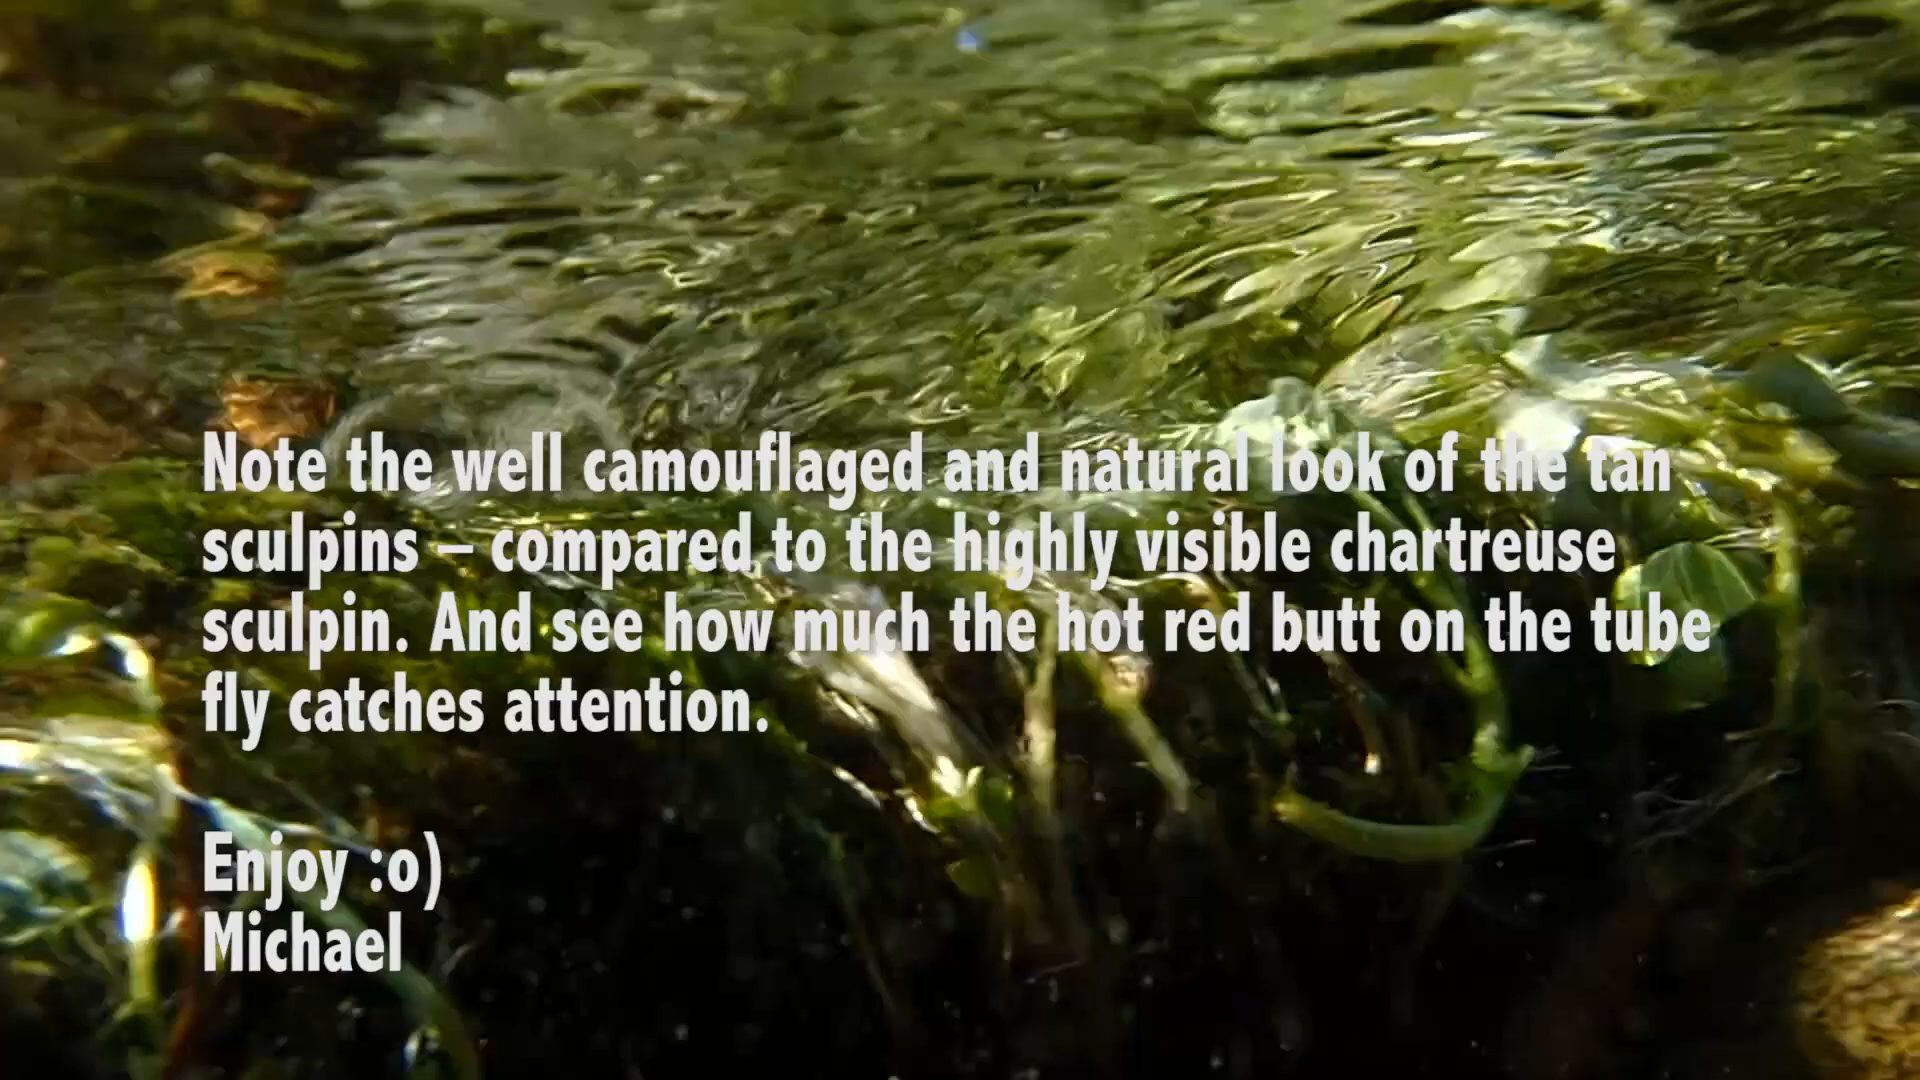 Note the well camouflaged and natural look of the tan
sculpins – compared to the highly visible chartreuse
sculpin. And see how much the hot red butt on the tube
fly catches attention.
Enjoy :o)
Michael